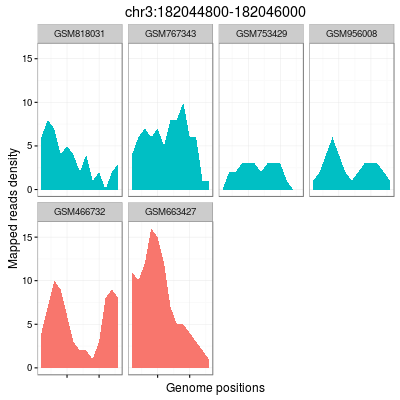 chr3:182044800-182046000
GSM818031 GSM767343 GSM753429 GSM956008
15
10
5
0
Mapped reads density
GSM466732 GSM663427
15
10
5
0
Genome positions